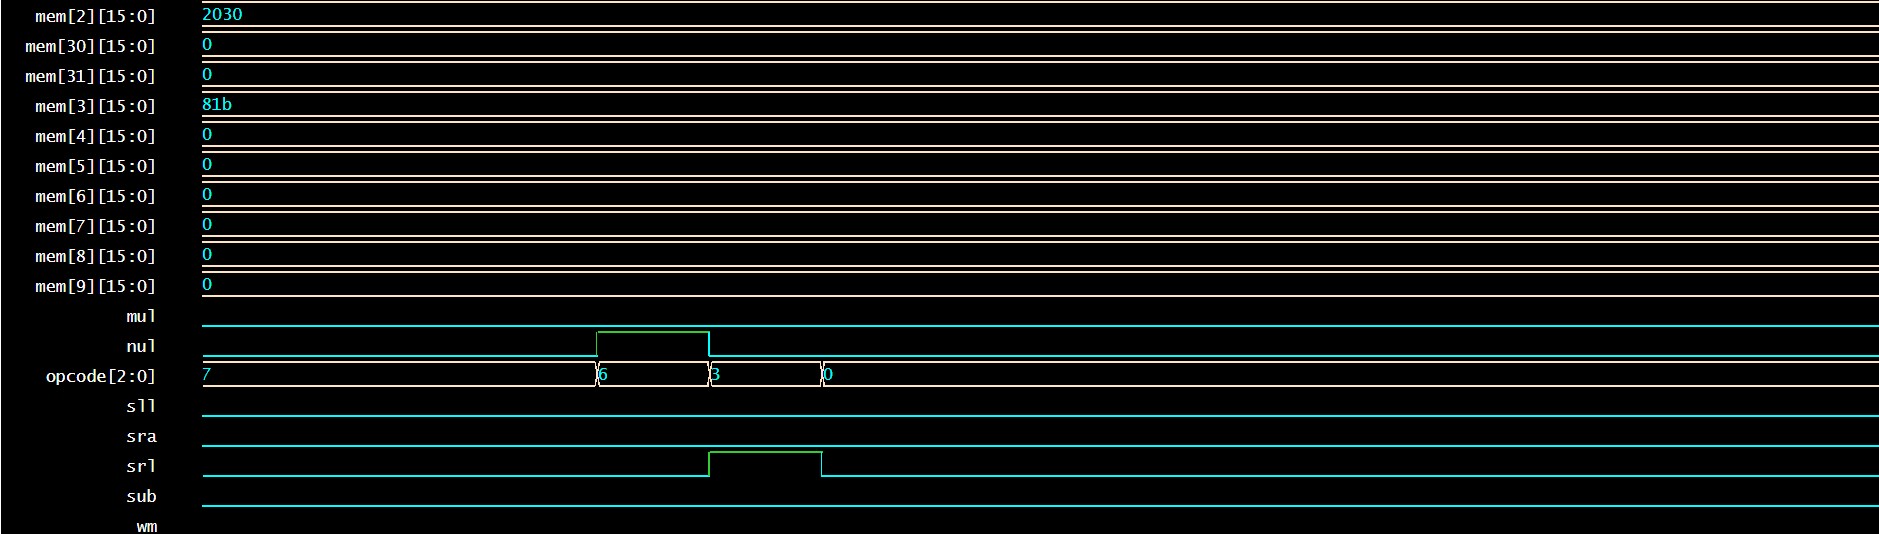 mem[2][15:0] 2030
mem[30][15:0] 0
mem[31][15:0] 0
mem[3][15:0] 81b
mem[4][15:0] 0
mem[5][15:0] 0
mem[6][15:0] 0
mem[7][15:0] 0
mem[8][15:0] 0
mem[9][15:0] 0
mul
nul
opcode[2:0] 7 6 3 0
sll
sra
srl
sub
wm